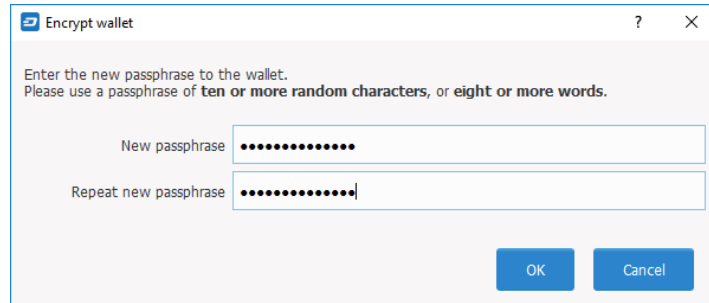 Encrypt wallet
Enter the new passphrase to the wallet.
Please use a passphrase of ten or more random characters, or eight or more words.
New passphrase ●●●●●●●●●●●●●●
Repeat new passphrase ●●●●●●●●●●●●●●
OK Cancel